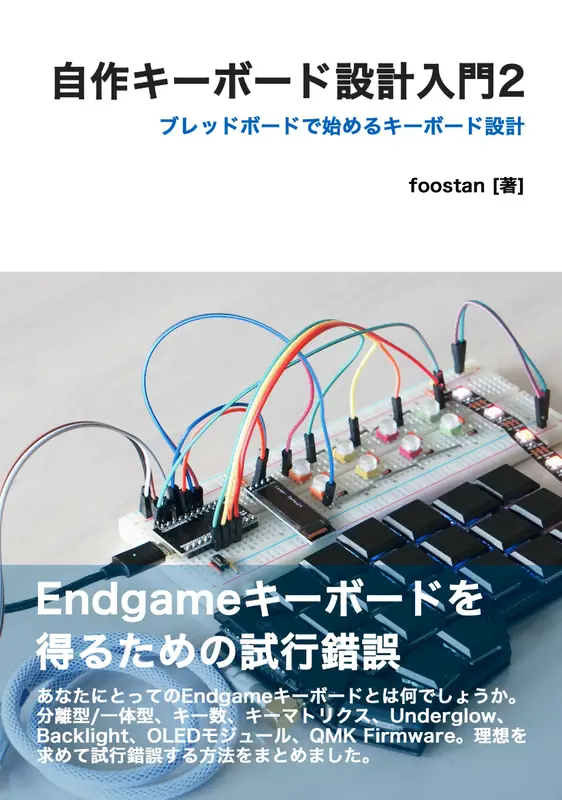 自作キーボード設計入門2
ブレッドボードで始めるキーボード設計
foostan [著]
Endgameキーボードを
得るための試行錯誤
あなたにとってのEndgameキーボードとは何でしょうか。
分離型/一体型、キー数、キーマトリクス、Underglow、
Backlight、OLEDモジュール、QMK Firmware。理想を
求めて試行錯誤する方法をまとめました。